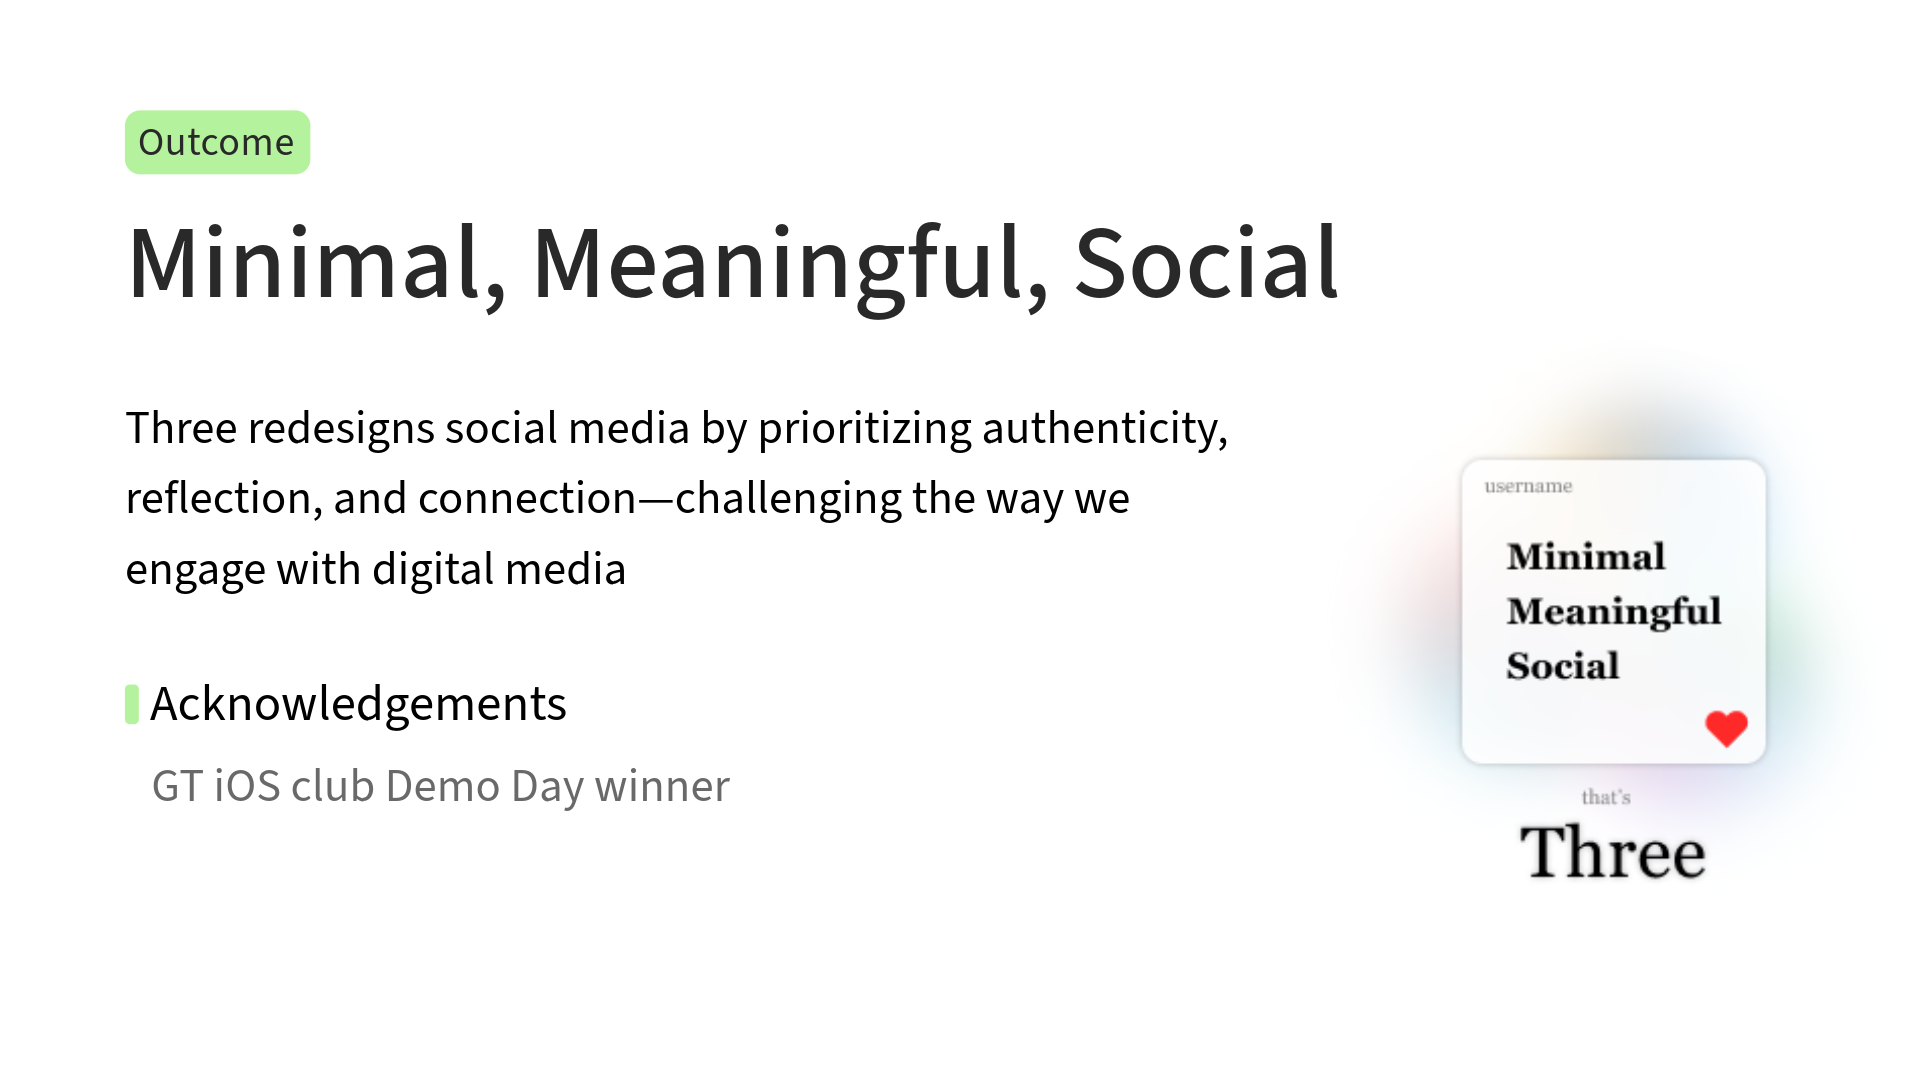 Outcome
Minimal, Meaningful, Social
Three redesigns social media by prioritizing authenticity,
reflection, and connection—challenging the way we
engage with digital media
Acknowledgements
GT iOS club Demo Day winner
username
Minimal
Meaningful
Social
that's
Three